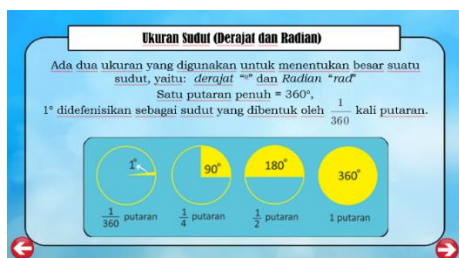 Ukuran Sudut (Derajat dan Radian)
Ada dua ukuran yang digunakan untuk menentukan besar suatu
sudut, yaitu: derajat “°” dan Radian “rad”
Satu putaran penuh = 360°,
1° didefenisikan sebagai sudut yang dibentuk oleh 1/360 kali putaran.
1° 90° 180° 360°
1/360 putaran 1/4 putaran 1/2 putaran 1 putaran